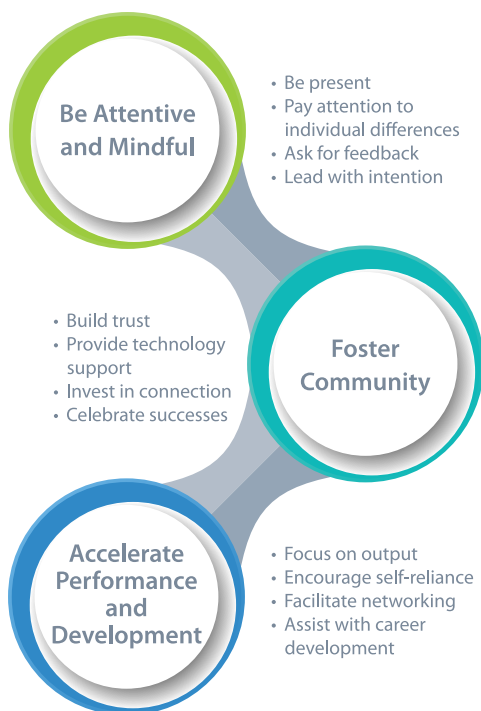 Be Attentive
and Mindful
• Be present
• Pay attention to
individual differences
• Ask for feedback
• Lead with intention
• Build trust
• Provide technology
support
• Invest in connection
• Celebrate successes
Foster
Community
Accelerate
Performance
and
Development
• Focus on output
• Encourage self-reliance
• Facilitate networking
• Assist with career
development